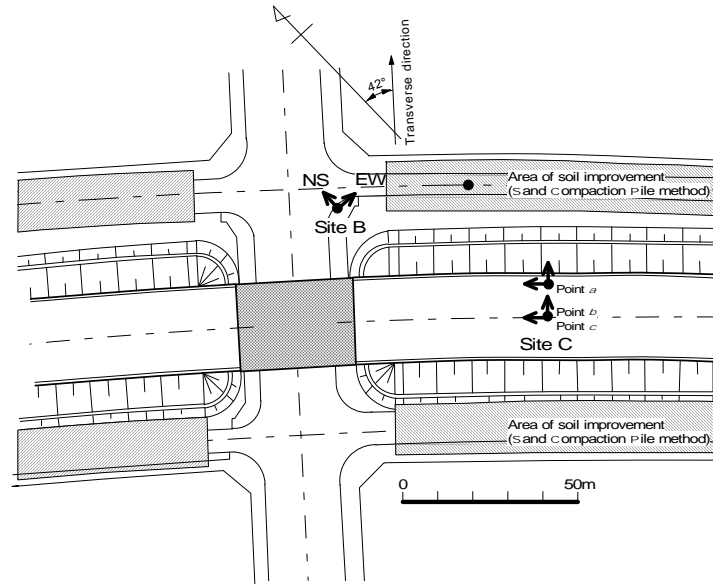 42°
Transverse direction
NS EW
Site B
Area of soil improvement
(Sand Compaction Pile method)
Point a
Point b
Point c
Site C
Area of soil improvement
(Sand Compaction Pile method)
0 50m